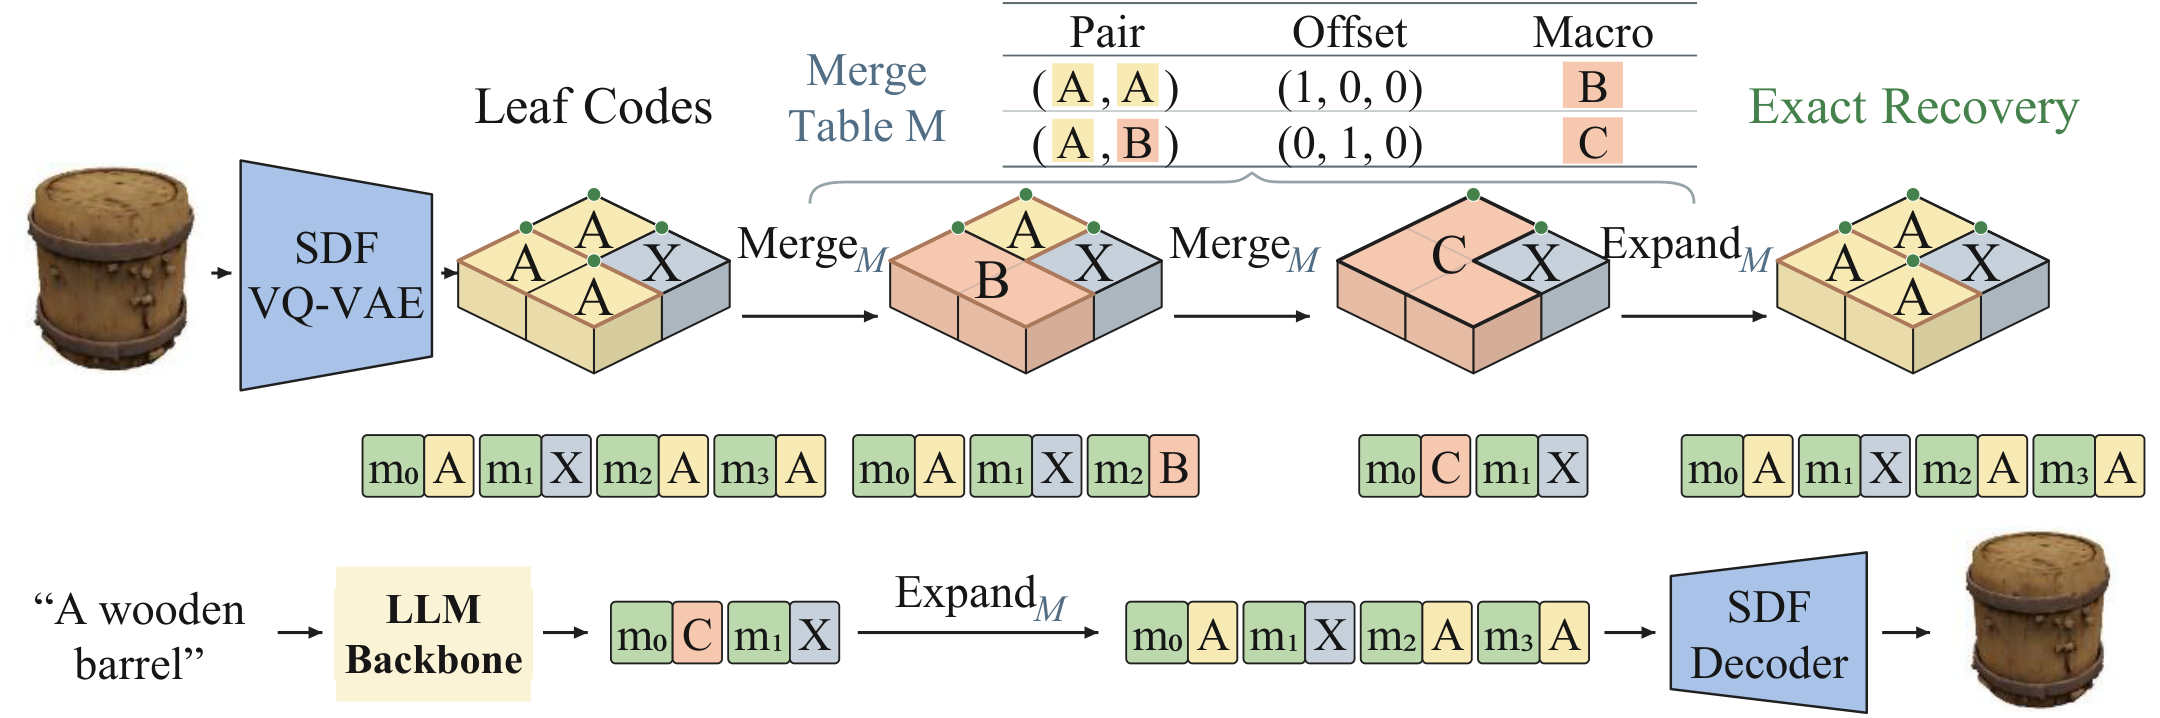 Pair Offset Macro
Merge
Table M
(A, A) (1, 0, 0) B
(A, B) (0, 1, 0) C
Leaf Codes
Exact Recovery
SDF
VQ-VAE
A
A X
A
Merge_M
A
B X
Merge_M
C X
Expand_M
A
A X
A
m₀ A m₁ X m₂ A m₃ A
m₀ A m₁ X m₂ B
m₀ C m₁ X
m₀ A m₁ X m₂ A m₃ A
“A wooden
barrel”
LLM
Backbone
m₀ C m₁ X
Expand_M
m₀ A m₁ X m₂ A m₃ A
SDF
Decoder